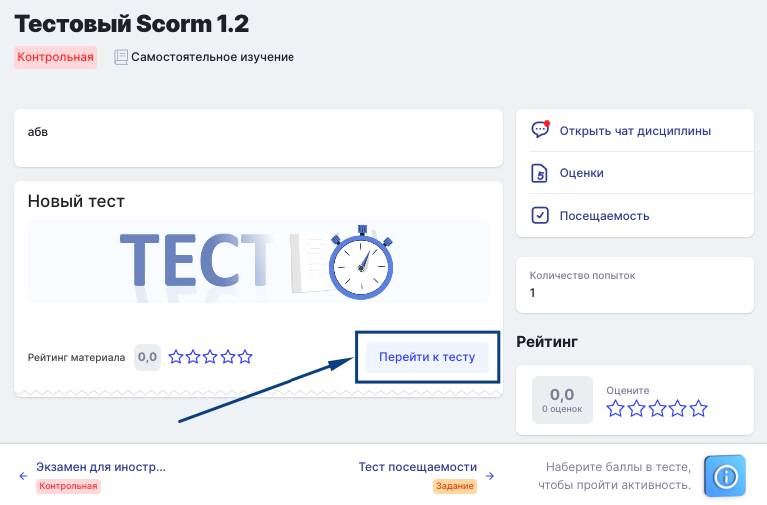 Тестовый Scorm 1.2
Контрольная
Самостоятельное изучение
абв
Новый тест
ТЕСТ
Рейтинг материала
0,0
Перейти к тесту
Открыть чат дисциплины
5
Оценки
Посещаемость
Количество попыток
1
Рейтинг
0,0
0 оценок
Оцените
Экзамен для иностр...
Контрольная
Тест посещаемости
Задание
Наберите баллы в тесте,
чтобы пройти активность.